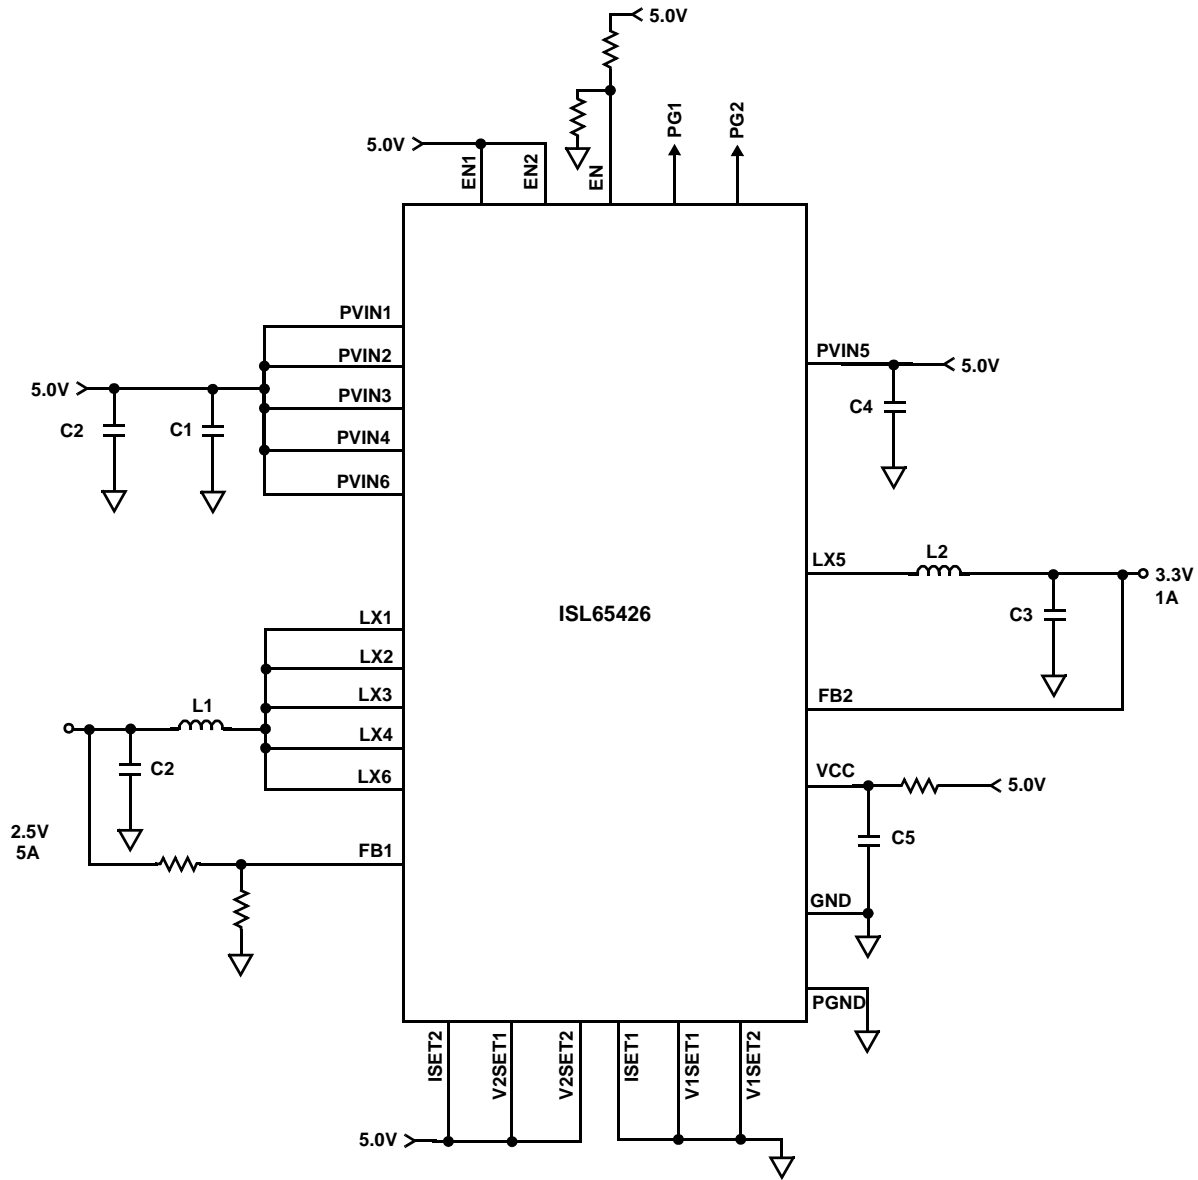 5.0V
PG1
PG2
5.0V
EN1
EN2
EN
PVIN1
PVIN2
PVIN3
PVIN4
PVIN6
5.0V
C2
C1
PVIN5
5.0V
C4
LX5
L2
3.3V
1A
C3
ISL65426
LX1
LX2
LX3
LX4
LX6
L1
C2
FB2
VCC
5.0V
C5
2.5V
5A
FB1
GND
PGND
ISET2
V2SET1
V2SET2
ISET1
V1SET1
V1SET2
5.0V